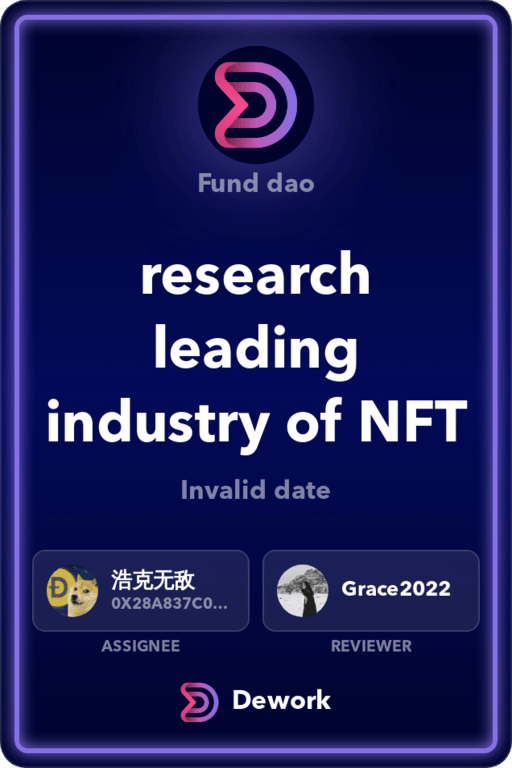 Fund dao
research
leading
industry of NFT
Invalid date
浩克无敌
0X28A837C0...
ASSIGNEE
Grace2022
REVIEWER
Dework